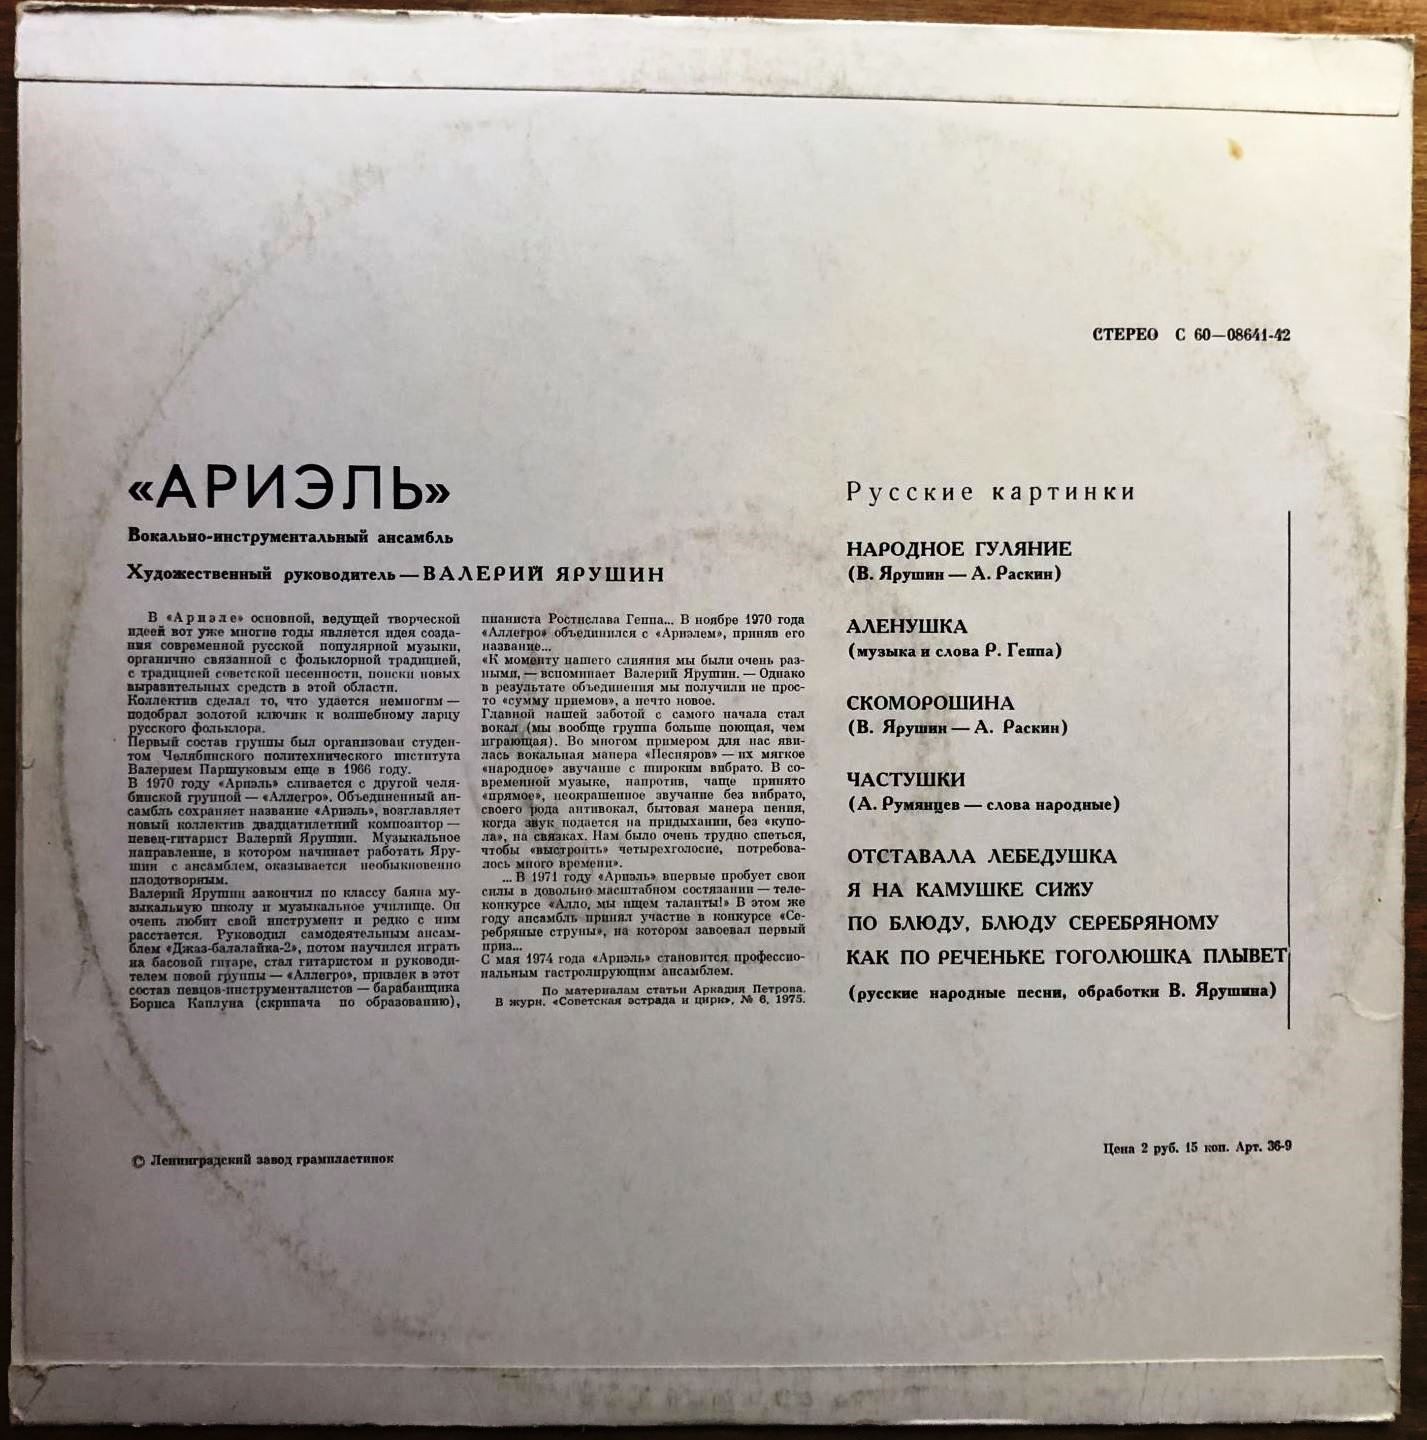 СТЕРЕО С 60—08641-42
«АРИЭЛЬ»
Вокально-инструментальный ансамбль
Художественный руководитель — ВАЛЕРИЙ ЯРУШИН
В «Ариэле» основной, ведущей творческой
идеей вот уже многие годы является идея созда-
ния современной русской популярной музыки,
органично связанной с фольклорной традицией,
с традицией советской песенности, поиски новых
выразительных средств в этой области.
Коллектив сделал то, что удается немногим —
подобрал золотой ключик к волшебному ларцу
русского фольклора.
Первый состав группы был организован студен-
том Челябинского политехнического института
Валерием Паршуковым еще в 1966 году.
В 1970 году «Ариэль» сливается с другой челя-
бинской группой — «Аллегро». Объединенный ан-
самбль сохраняет название «Ариэль», возглавляет
новый коллектив двадцатилетний композитор —
певец-гитарист Валерий Ярушин. Музыкальное
направление, в котором начинает работать Яру-
шин с ансамблем, оказывается необыкновенно
плодотворным.
Валерий Ярушин закончил по классу баяна му-
зыкальную школу и музыкальное училище. Он
очень любит свой инструмент и редко с ним
расстается. Руководил самодеятельным ансам-
блем «Джаз-балалайка-2», потом научился играть
на басовой гитаре, стал гитаристом и руководи-
телем новой группы — «Аллегро», привлек в этот
состав певцов-инструменталистов — барабанщика
Бориса Каплуна (скрипача по образованию),
пианиста Ростислава Геппа... В ноябре 1970 года
«Аллегро» объединился с «Ариэлем», приняв его
название...
«К моменту нашего слияния мы были очень раз-
ными, — вспоминает Валерий Ярушин. — Однако
в результате объединения мы получили не прос-
то «сумму приемов», а нечто новое.
Главной нашей заботой с самого начала стал
вокал (мы вообще группа больше поющая, чем
играющая). Во многом примером для нас яви-
лась вокальная манера «Песняров» — их мягкое
«народное» звучание с широким вибрато. В со-
временной музыке, напротив, чаще принято
«прямое», неокрашенное звучание без вибрато,
своего рода антивокал, бытовая манера пения,
когда звук подается на придыхании, без «купо-
ла», на связках. Нам было очень трудно спеться,
чтобы «выстроить» четырехголосие, потребова-
лось много времени».
...В 1971 году «Ариэль» впервые пробует свои
силы в довольно масштабном состязании — теле-
конкурсе «Алло, мы ищем таланты!» В этом же
году ансамбль принял участие в конкурсе «Се-
ребряные струны», на котором завоевал первый
приз...
С мая 1974 года «Ариэль» становится профессио-
нальным гастролирующим ансамблем.
По материалам статьи Аркадия Петрова.
В журн. «Советская эстрада и цирк», № 6, 1975.
Русские картинки
НАРОДНОЕ ГУЛЯНИЕ
(В. Ярушин — А. Раскин)
АЛЕНУШКА
(музыка и слова Р. Геппа)
СКОМОРОШИНА
(В. Ярушин — А. Раскин)
ЧАСТУШКИ
(А. Румянцев — слова народные)
ОТСТАВАЛА ЛЕБЕДУШКА
Я НА КАМУШКЕ СИЖУ
ПО БЛЮДУ, БЛЮДУ СЕРЕБРЯНОМУ
КАК ПО РЕЧЕНЬКЕ ГОГОЛЮШКА ПЛЫВЕТ
(русские народные песни, обработки В. Ярушина)
© Ленинградский завод грампластинок
Цена 2 руб. 15 коп. Арт. 36-9